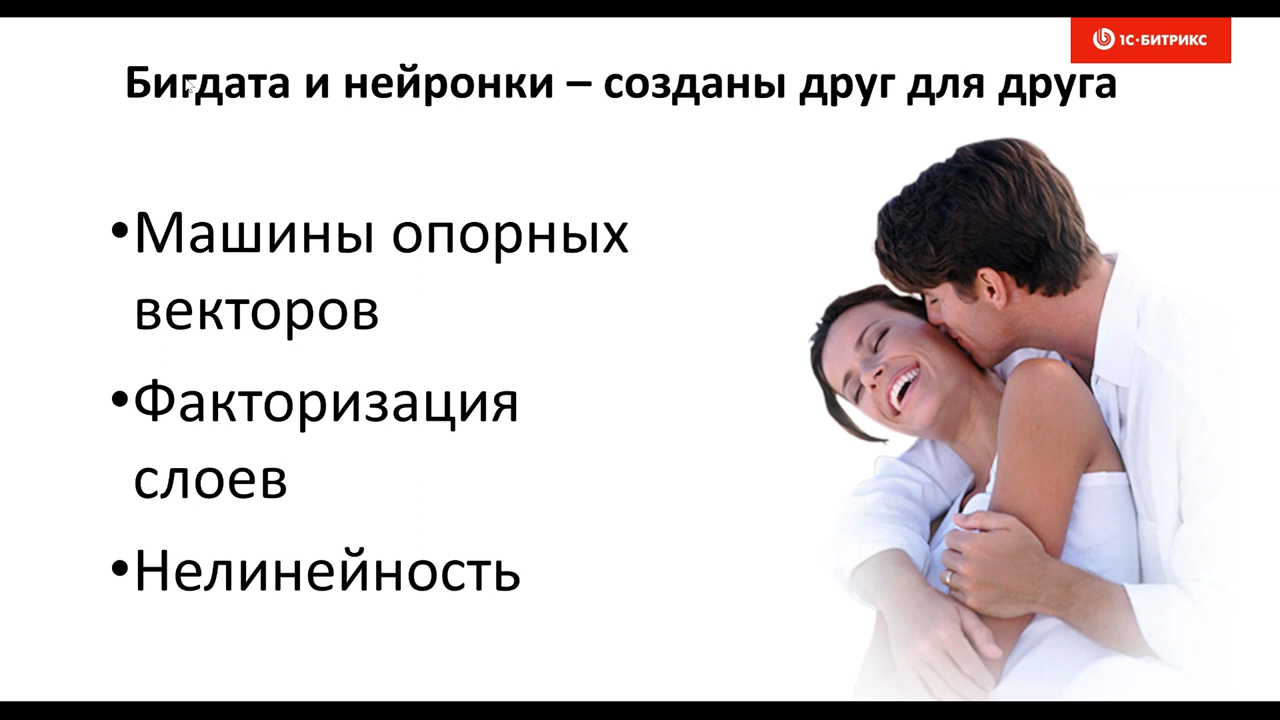 1С·БИТРИКС
Бигдата и нейронки – созданы друг для друга
•Машины опорных
векторов
•Факторизация
слоев
•Нелинейность